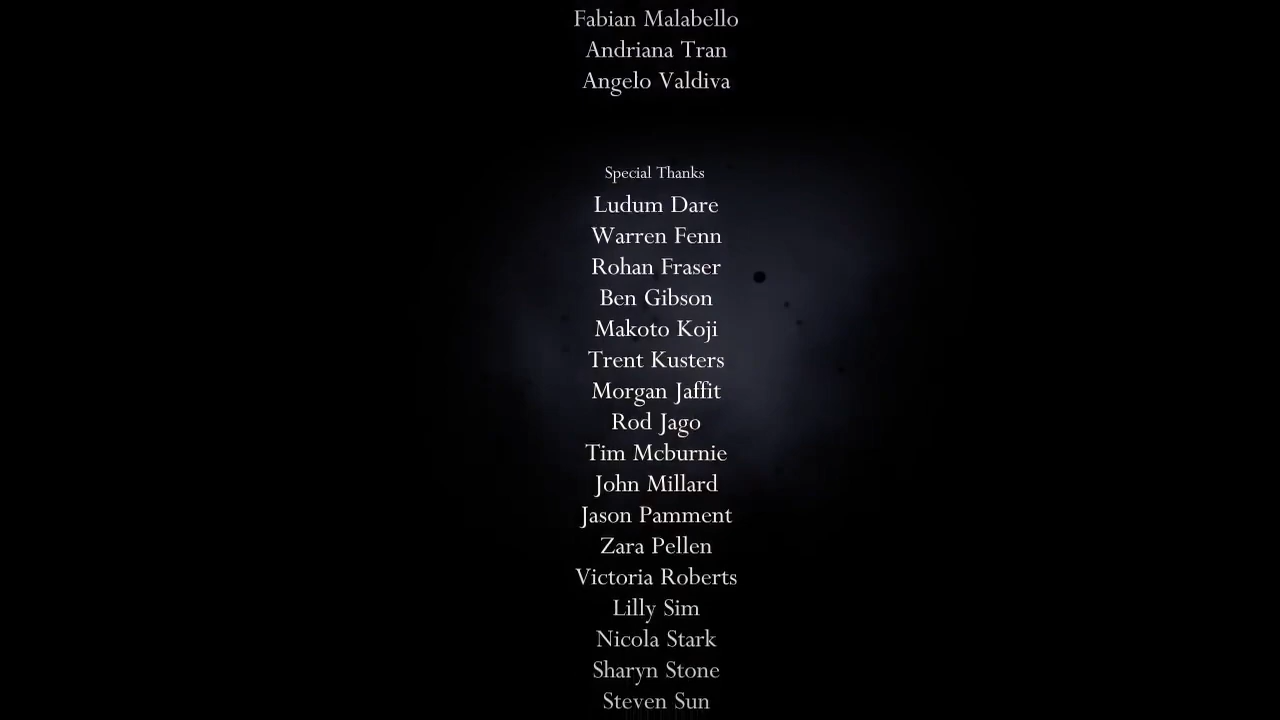 Fabian Malabello
Andriana Tran
Angelo Valdiva
Special Thanks
Ludum Dare
Warren Fenn
Rohan Fraser
Ben Gibson
Makoto Koji
Trent Kusters
Morgan Jaffit
Rod Jago
Tim Mcburnie
John Millard
Jason Pamment
Zara Pellen
Victoria Roberts
Lilly Sim
Nicola Stark
Sharyn Stone
Steven Sun